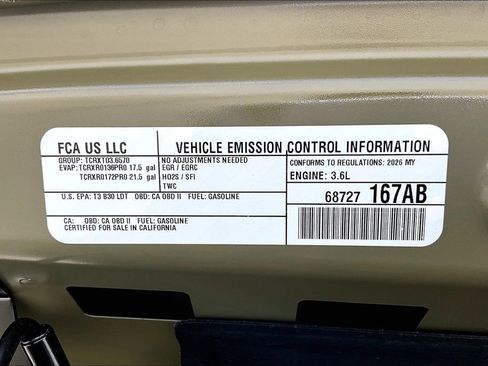 FCA US LLC
VEHICLE EMISSION CONTROL INFORMATION
GROUP: TCRXT03.6570
EVAP: TCRXR0136PR0 17.5 gal
TCRXR0172PR0 21.5 gal
NO ADJUSTMENTS NEEDED
EGR / EGRC
HO2S / SFI
TWC
CONFORMS TO REGULATIONS: 2026 MY
ENGINE: 3.6L
U.S. EPA: T3 B30 LDT OBD: CA OBD II FUEL: GASOLINE
68727 167AB
CA: OBD: CA OBD II FUEL: GASOLINE
CERTIFIED FOR SALE IN CALIFORNIA